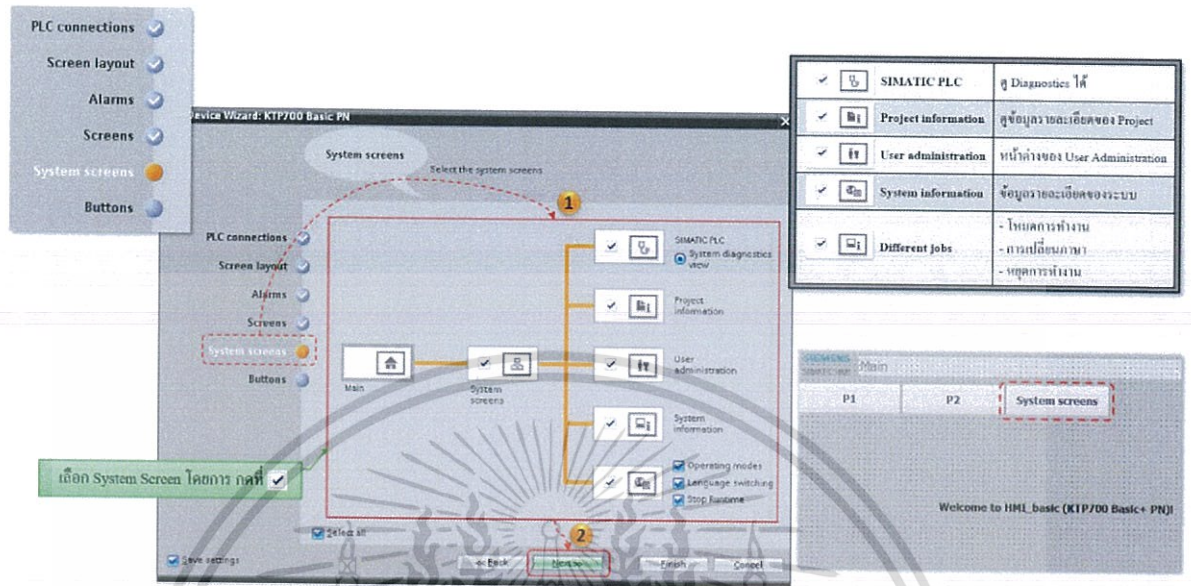 PLC connections
Screen layout
Alarms
Screens
System screens
Buttons
Device Wizard: KTP700 Basic PN
System screens
Select the system screens
1
PLC connections
Screen layout
Alarms
Screens
System screens
Buttons
Main
System screens
SIMATIC PLC
System diagnostics view
Project information
User administration
System information
Operating modes
Language switching
Stop Runtime
เลือก System Screen โดยการ กดที่
Select all
2
Save settings
<< Back
Next >>
Finish
Cancel
SIMATIC PLC ดู Diagnostics ได้
Project information ดูข้อมูลรายละเอียดของ Project
User administration หน้าต่างของ User Administration
System information ข้อมูลรายละเอียดของระบบ
Different jobs
- โหมดการทำงาน
- การเปลี่ยนภาษา
- หยุดการทำงาน
SIEMENS
SIMATIC HMI
Main
P1
P2
System screens
Welcome to HMI_basic (KTP700 Basic+ PN)!